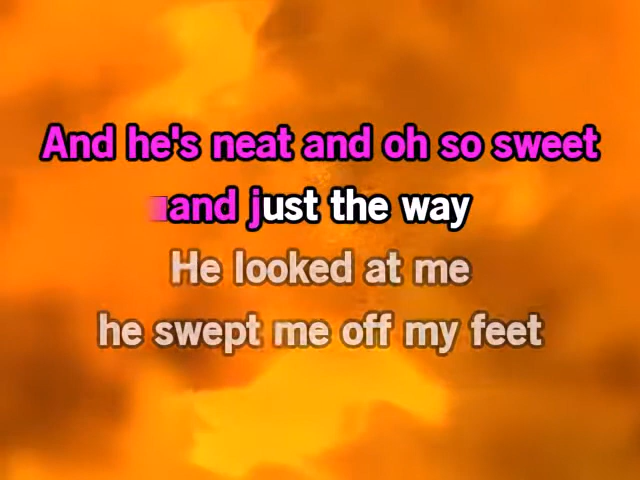 And he's neat and oh so sweet
and just the way
He looked at me
he swept me off my feet